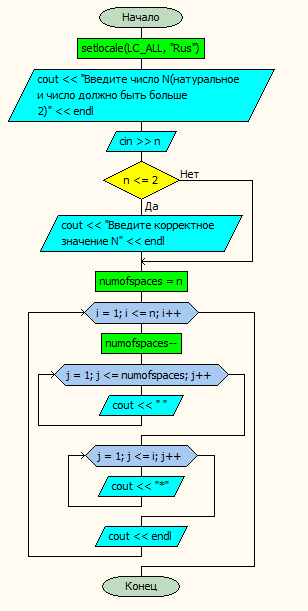 Начало
setlocale(LC_ALL, "Rus")
cout << "Введите число N(натуральное
и число должно быть больше
2)" << endl
cin >> n
n <= 2
Нет
Да
cout << "Введите корректное
значение N" << endl
numofspaces = n
i = 1; i <= n; i++
numofspaces--
j = 1; j <= numofspaces; j++
cout << " "
j = 1; j <= i; j++
cout << "*"
cout << endl
Конец